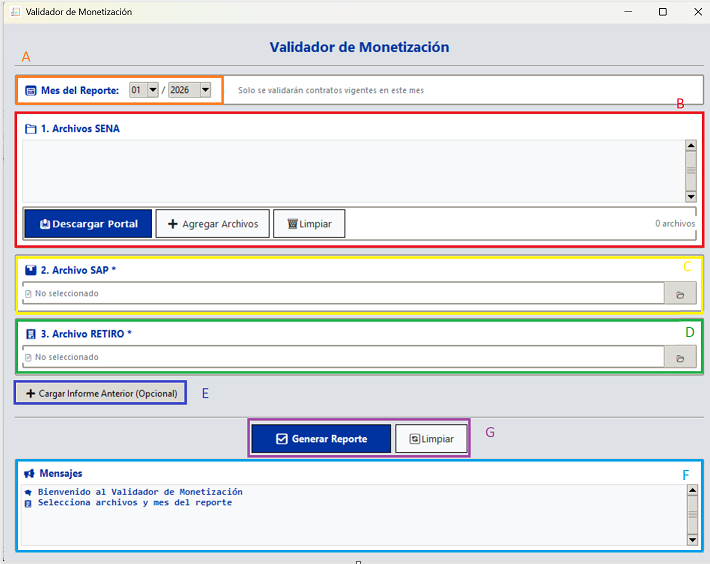 Validador de Monetización
Validador de Monetización
A
Mes del Reporte: 01 / 2026 Solo se validarán contratos vigentes en este mes
B
1. Archivos SENA
Descargar Portal Agregar Archivos Limpiar 0 archivos
2. Archivo SAP * C
No seleccionado
3. Archivo RETIRO * D
No seleccionado
Cargar Informe Anterior (Opcional) E
Generar Reporte Limpiar G
Mensajes F
Bienvenido al Validador de Monetización
Selecciona archivos y mes del reporte